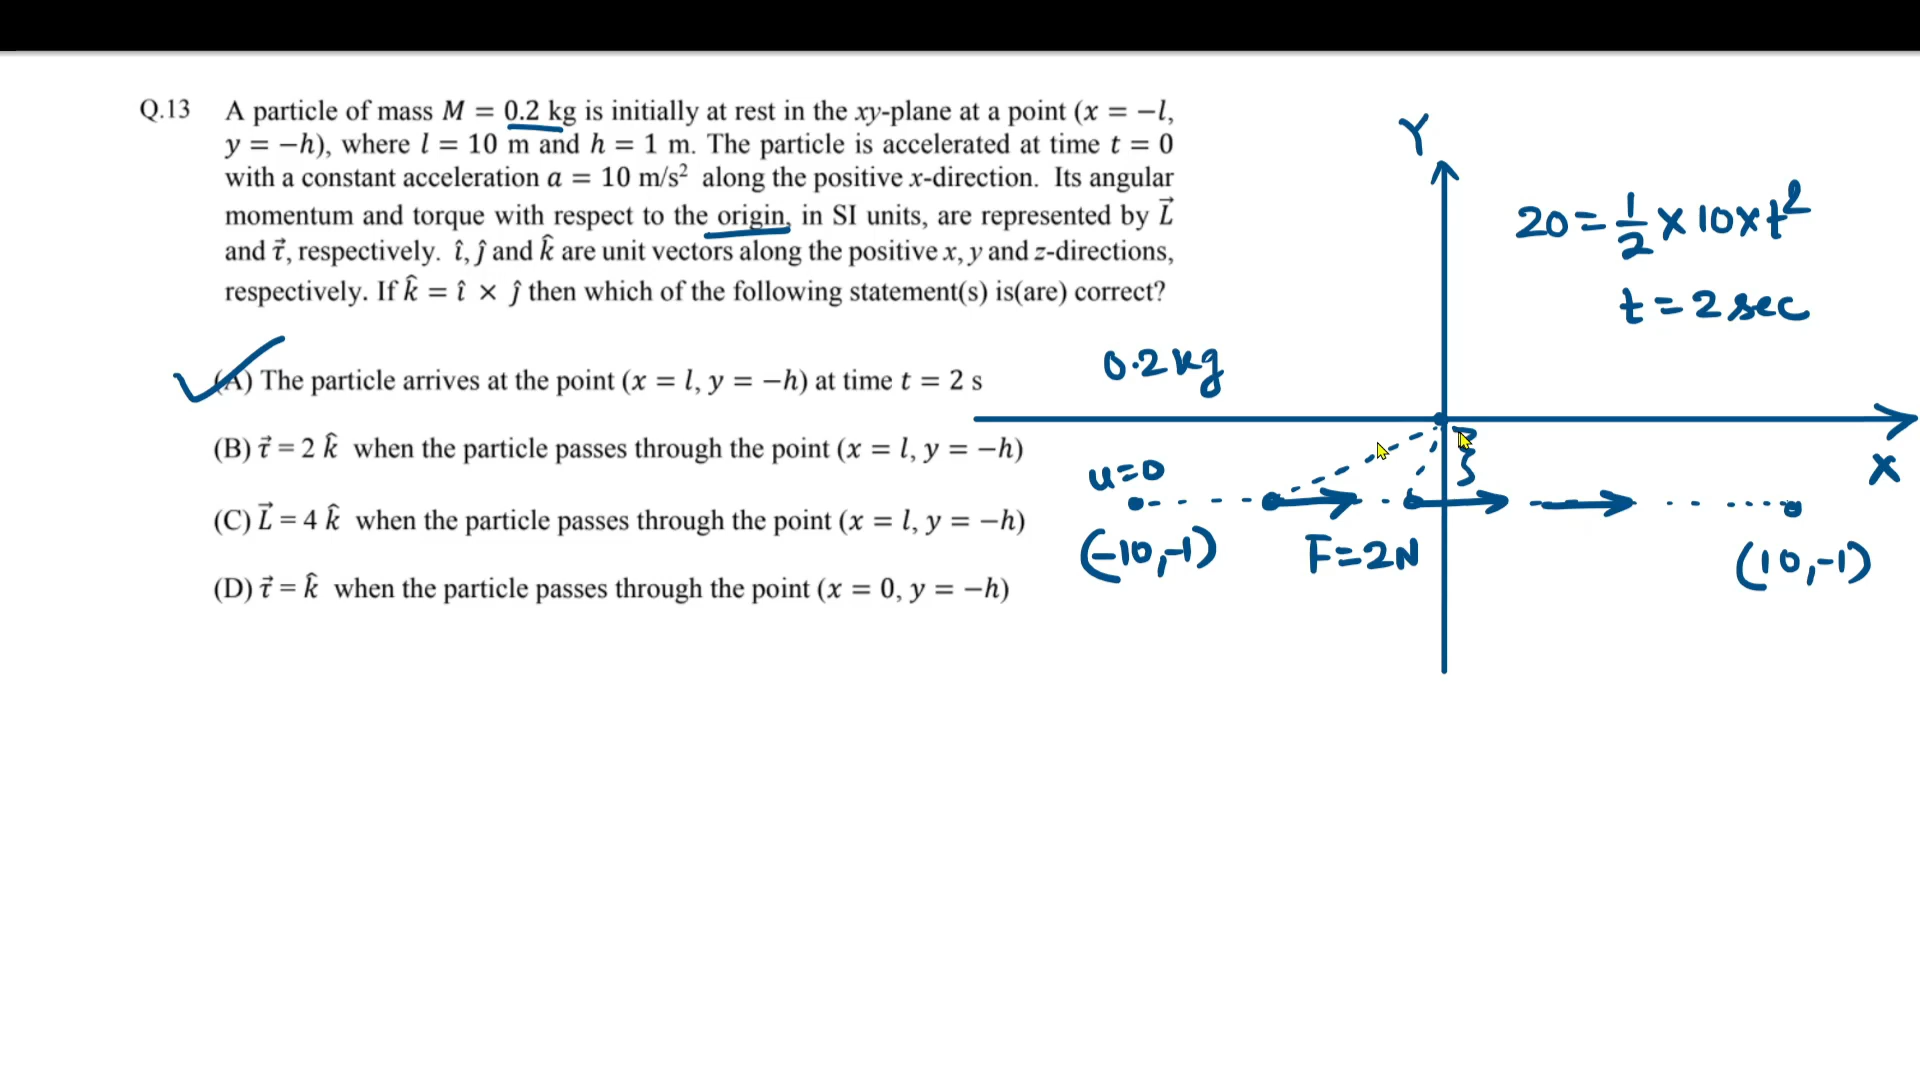 Q.13 A particle of mass M = 0.2 kg is initially at rest in the xy-plane at a point (x = −l,
y = −h), where l = 10 m and h = 1 m. The particle is accelerated at time t = 0
with a constant acceleration a = 10 m/s² along the positive x-direction. Its angular
momentum and torque with respect to the origin, in SI units, are represented by L⃗
and τ⃗, respectively. î, ĵ and k̂ are unit vectors along the positive x, y and z-directions,
respectively. If k̂ = î × ĵ then which of the following statement(s) is(are) correct?
(A) The particle arrives at the point (x = l, y = −h) at time t = 2 s
(B) τ⃗ = 2 k̂ when the particle passes through the point (x = l, y = −h)
(C) L⃗ = 4 k̂ when the particle passes through the point (x = l, y = −h)
(D) τ⃗ = k̂ when the particle passes through the point (x = 0, y = −h)
Y
20 = 1/2 × 10 × t²
t = 2 sec
0.2 kg
X
u=0
(-10,-1)
F=2N
(10,-1)